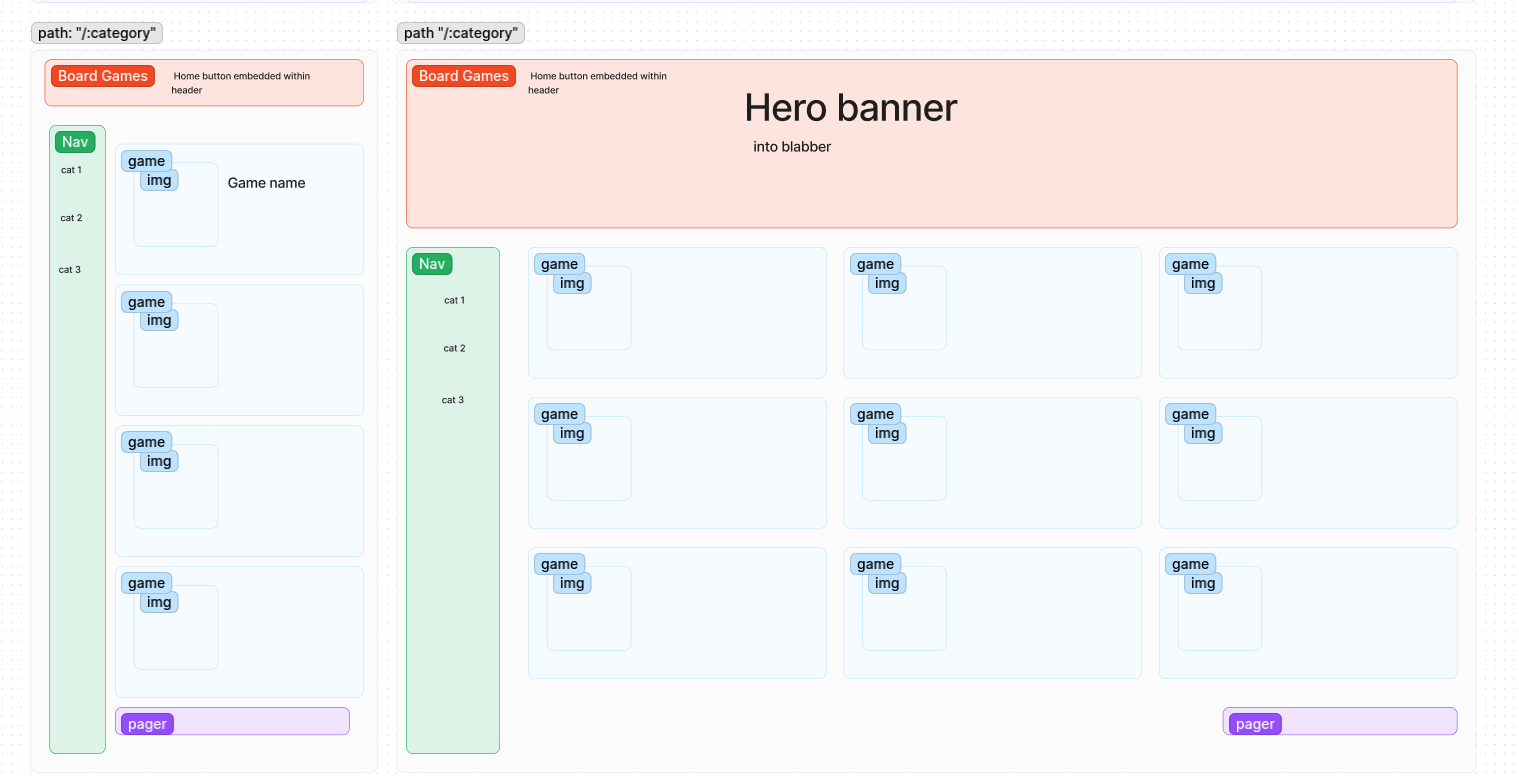 path: "/:category"
Board Games
Home button embedded within
header
Nav
cat 1
cat 2
cat 3
game
img
Game name
game
img
game
img
game
img
pager
path "/:category"
Board Games
Home button embedded within
header
Hero banner
into blabber
Nav
cat 1
cat 2
cat 3
game
img
game
img
game
img
game
img
game
img
game
img
game
img
game
img
game
img
pager